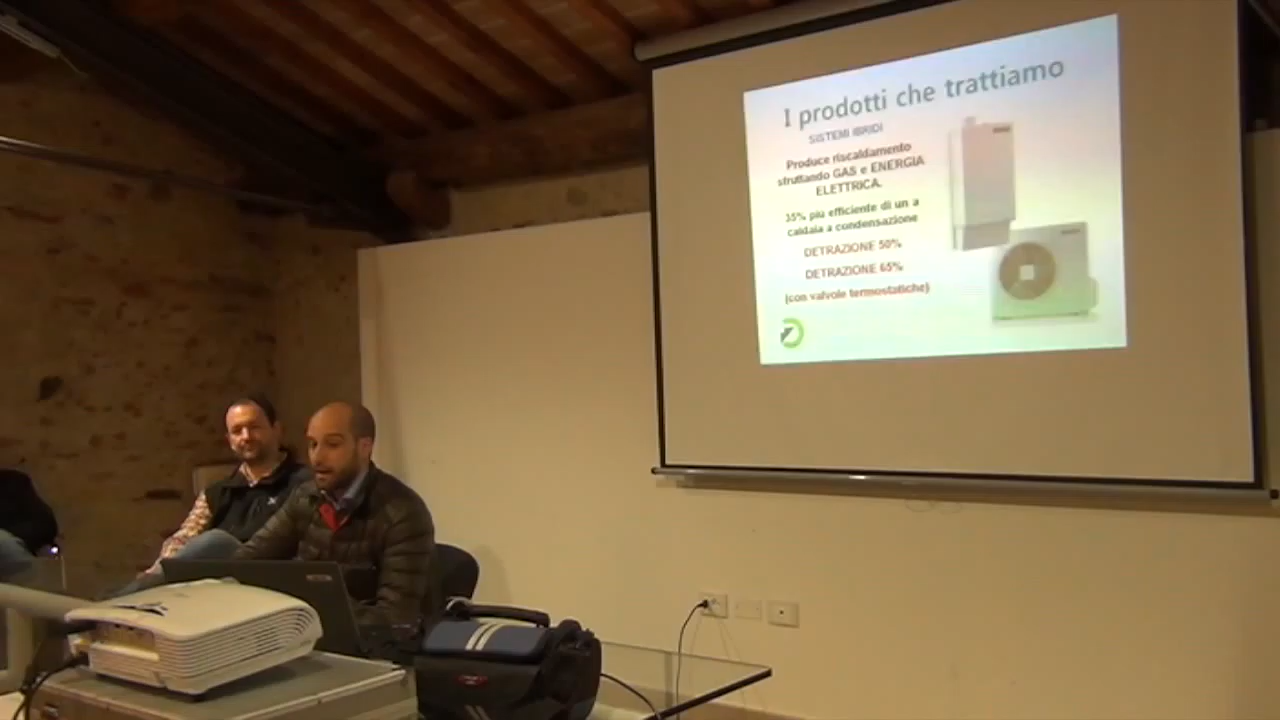 I prodotti che trattiamo
SISTEMI IBRIDI
Produce riscaldamento
sfruttando GAS e ENERGIA
ELETTRICA.
35% più efficiente di un a
caldaia a condensazione
DETRAZIONE 50%
DETRAZIONE 65%
(con valvole termostatiche)